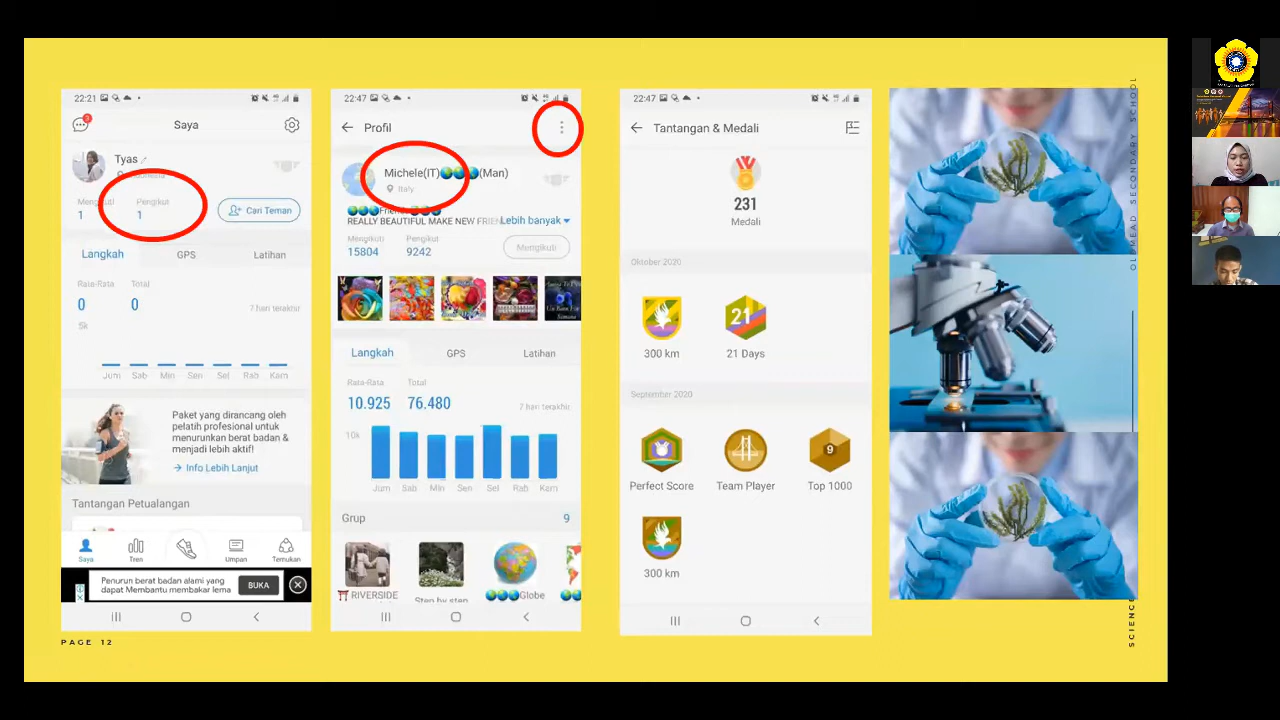 22:21
Saya
3
Tyas
Mengikuti
Pengikut
1
1
Cari Teman
Langkah
GPS
Latihan
Rata-Rata
Total
0
0
7 hari terakhir
5k
Jum
Sab
Min
Sen
Sel
Rab
Kam
Paket yang dirancang oleh
pelatih profesional untuk
menurunkan berat badan &
menjadi lebih aktif!
→ Info Lebih Lanjut
Tantangan Petualangan
Saya
Tren
Umpan
Temukan
Penurun berat badan alami yang
dapat Membantu membakar lema
BUKA
PAGE 12
22:47
Profil
Michele(IT)🌍🌍🌍(Man)
Italy
REALLY BEAUTIFUL MAKE NEW FRIEN
Lebih banyak
Mengikuti
Pengikut
15804
9242
Mengikuti
Langkah
GPS
Latihan
Rata-Rata
Total
10.925
76.480
7 hari terakhir
10k
Jum
Sab
Min
Sen
Sel
Rab
Kam
Grup
9
RIVERSIDE
Step by step
Globe
22:47
Tantangan & Medali
231
Medali
Oktober 2020
21
300 km
21 Days
September 2020
9
Perfect Score
Team Player
Top 1000
300 km
OLDMEAD SECONDARY SCHOOL
SCIENCE